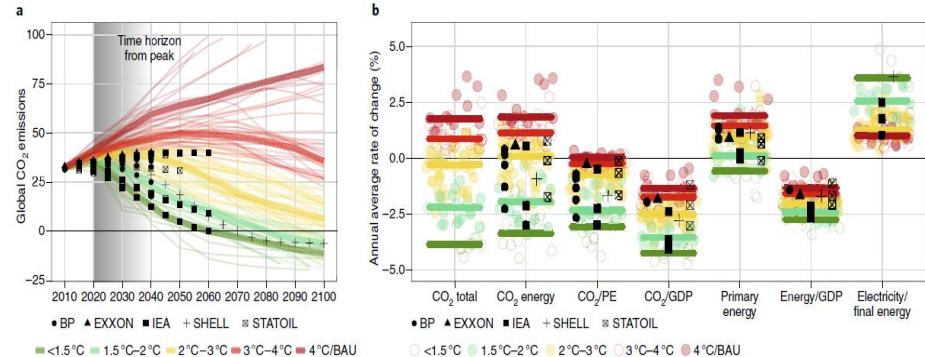 a
Global CO₂ emissions
100
75
50
25
0
−25
Time horizon
from peak
2010 2020 2030 2040 2050 2060 2070 2080 2090 2100
BP EXXON IEA SHELL STATOIL
<1.5 °C 1.5 °C–2 °C 2 °C–3 °C 3 °C–4 °C 4 °C/BAU
b
Annual average rate of change (%)
5.0
2.5
0.0
−2.5
−5.0
CO₂ total CO₂ energy CO₂/PE CO₂/GDP Primary energy Energy/GDP Electricity/final energy
BP EXXON IEA SHELL STATOIL
<1.5 °C 1.5 °C–2 °C 2 °C–3 °C 3 °C–4 °C 4 °C/BAU